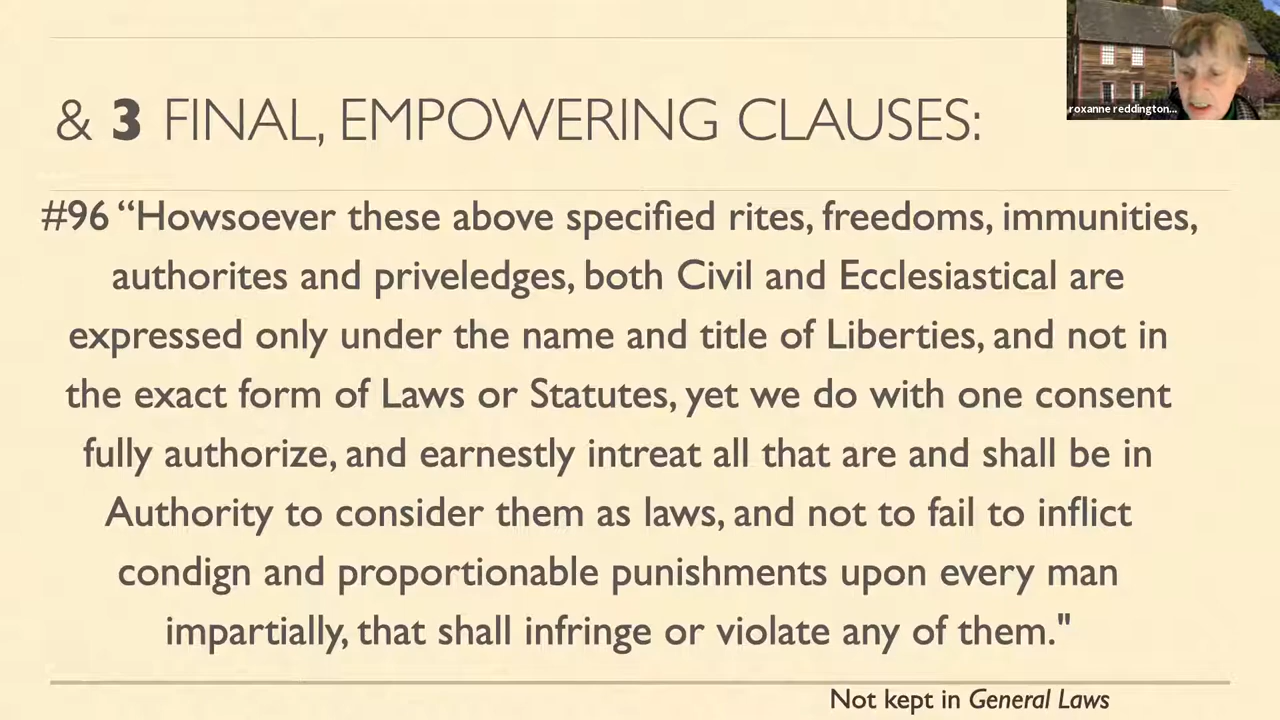 & 3 FINAL, EMPOWERING CLAUSES:
roxanne reddington...
#96 “Howsoever these above specified rites, freedoms, immunities,
authorites and priveledges, both Civil and Ecclesiastical are
expressed only under the name and title of Liberties, and not in
the exact form of Laws or Statutes, yet we do with one consent
fully authorize, and earnestly intreat all that are and shall be in
Authority to consider them as laws, and not to fail to inflict
condign and proportionable punishments upon every man
impartially, that shall infringe or violate any of them."
Not kept in General Laws